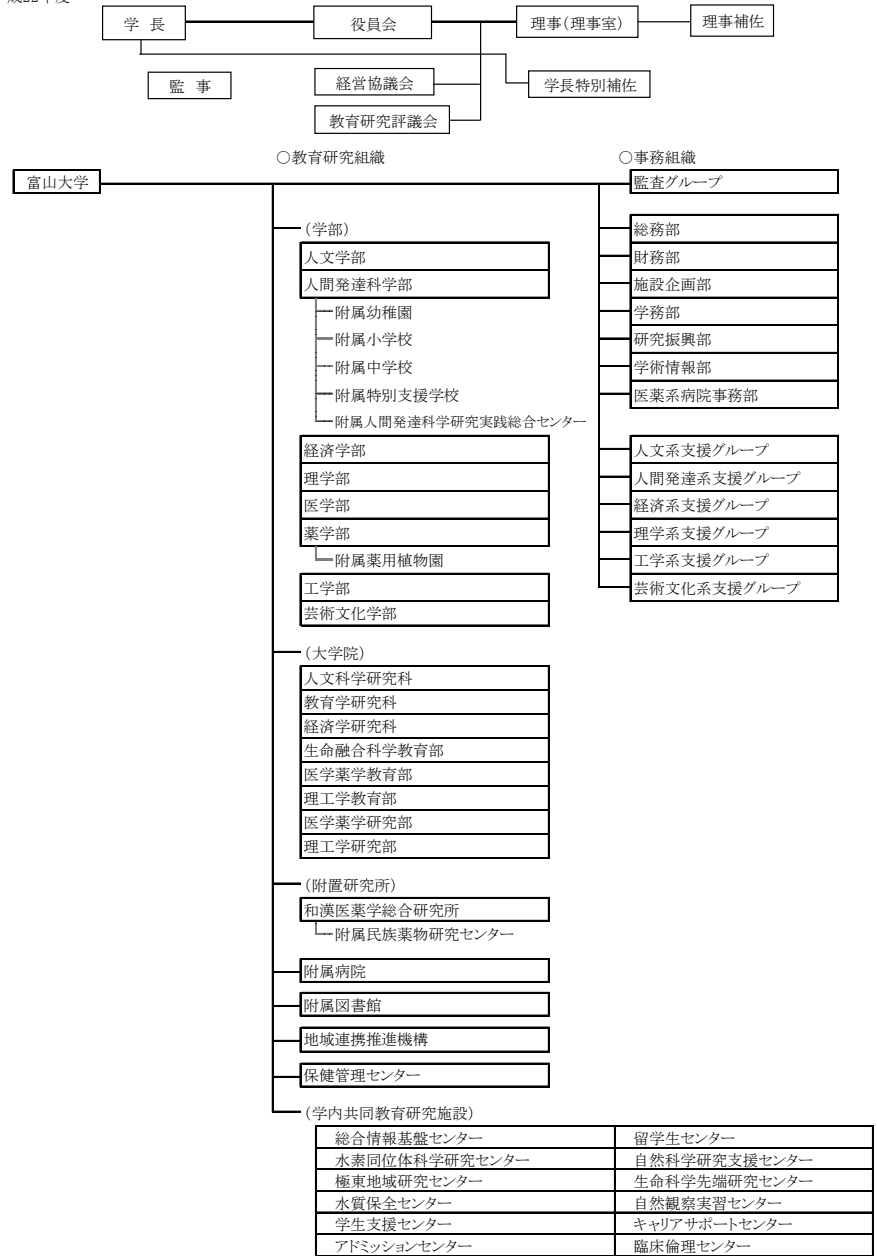 学 長 役員会 理事(理事室) 理事補佐
監 事 経営協議会 学長特別補佐
教育研究評議会
○教育研究組織 ○事務組織
富山大学 監査グループ
(学部) 総務部
人文学部 財務部
人間発達科学部 施設企画部
附属幼稚園 学務部
附属小学校 研究振興部
附属中学校 学術情報部
附属特別支援学校 医薬系病院事務部
附属人間発達科学研究実践総合センター
経済学部 人文系支援グループ
理学部 人間発達系支援グループ
医学部 経済系支援グループ
薬学部 理学系支援グループ
附属薬用植物園 工学系支援グループ
工学部 芸術文化系支援グループ
芸術文化学部
(大学院)
人文科学研究科
教育学研究科
経済学研究科
生命融合科学教育部
医学薬学教育部
理工学教育部
医学薬学研究部
理工学研究部
(附置研究所)
和漢医薬学総合研究所
附属民族薬物研究センター
附属病院
附属図書館
地域連携推進機構
保健管理センター
(学内共同教育研究施設)
総合情報基盤センター 留学生センター
水素同位体科学研究センター 自然科学研究支援センター
極東地域研究センター 生命科学先端研究センター
水質保全センター 自然観察実習センター
学生支援センター キャリアサポートセンター
アドミッションセンター 臨床倫理センター